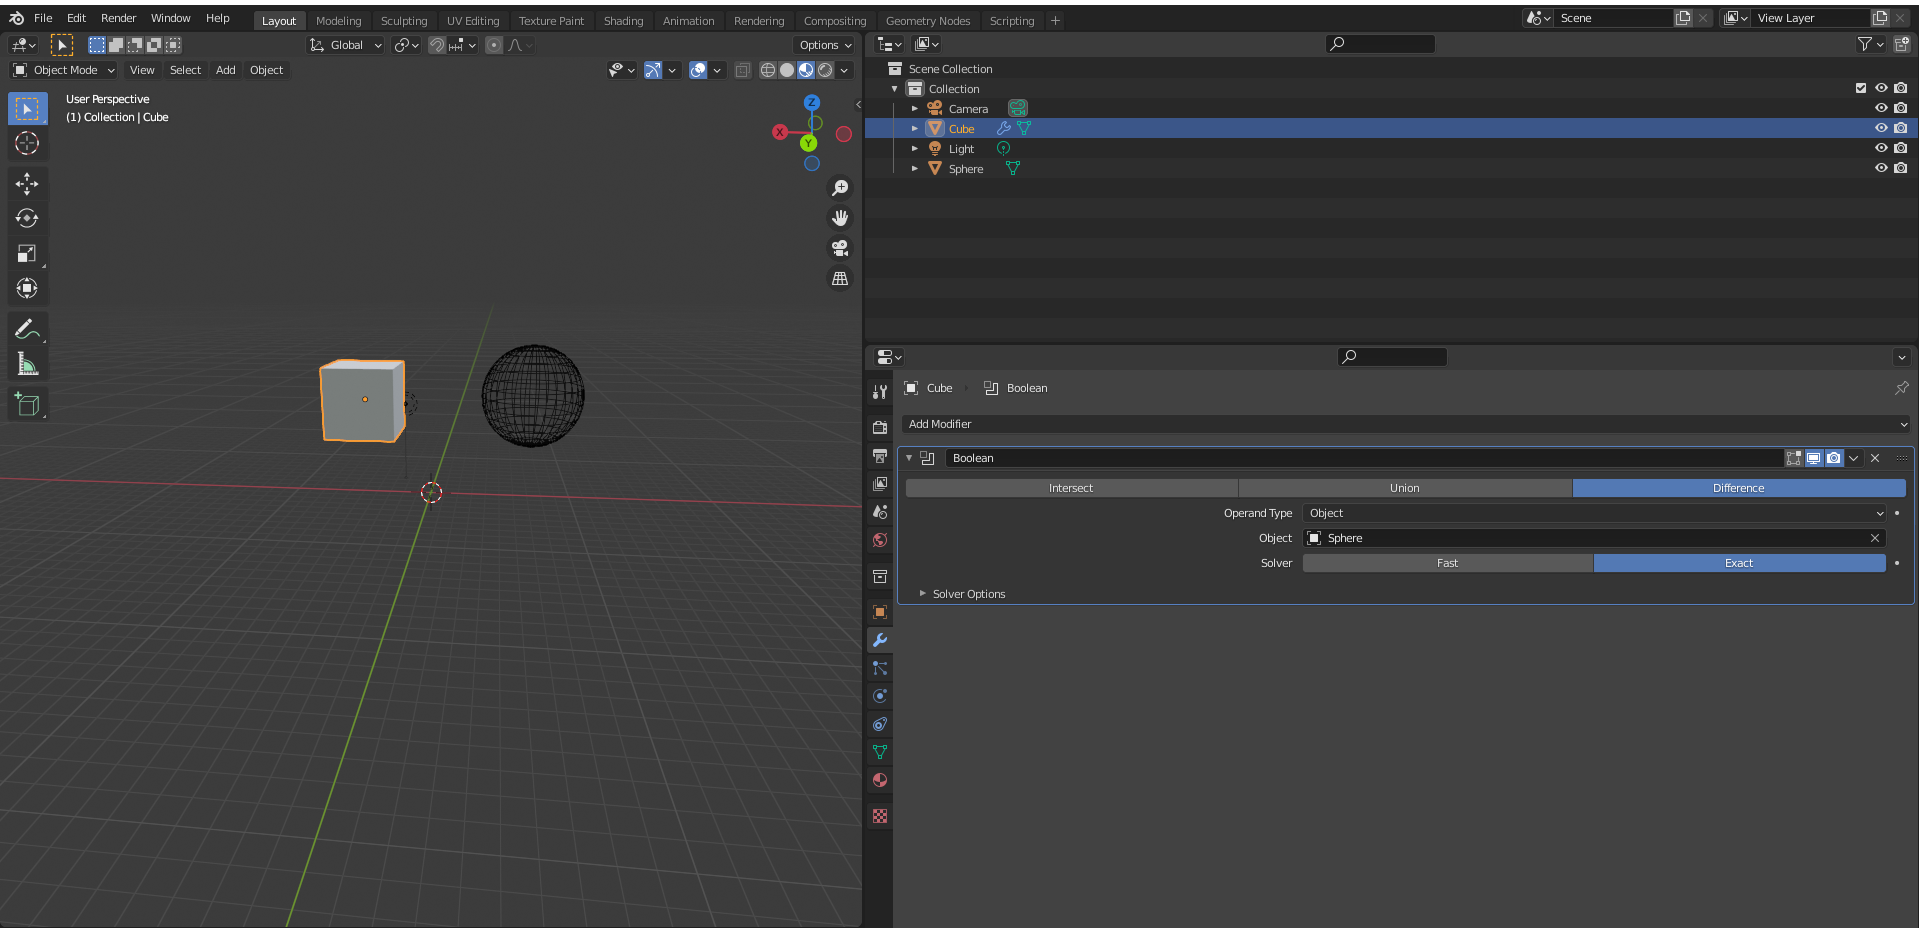 File Edit Render Window Help Layout Modeling Sculpting UV Editing Texture Paint Shading Animation Rendering Compositing Geometry Nodes Scripting + Scene View Layer
Global Options
Object Mode View Select Add Object
User Perspective
(1) Collection | Cube
Z
X
Y
Scene Collection
Collection
Camera
Cube
Light
Sphere
Cube Boolean
Add Modifier
Boolean
Intersect Union Difference
Operand Type Object
Object Sphere
Solver Fast Exact
Solver Options